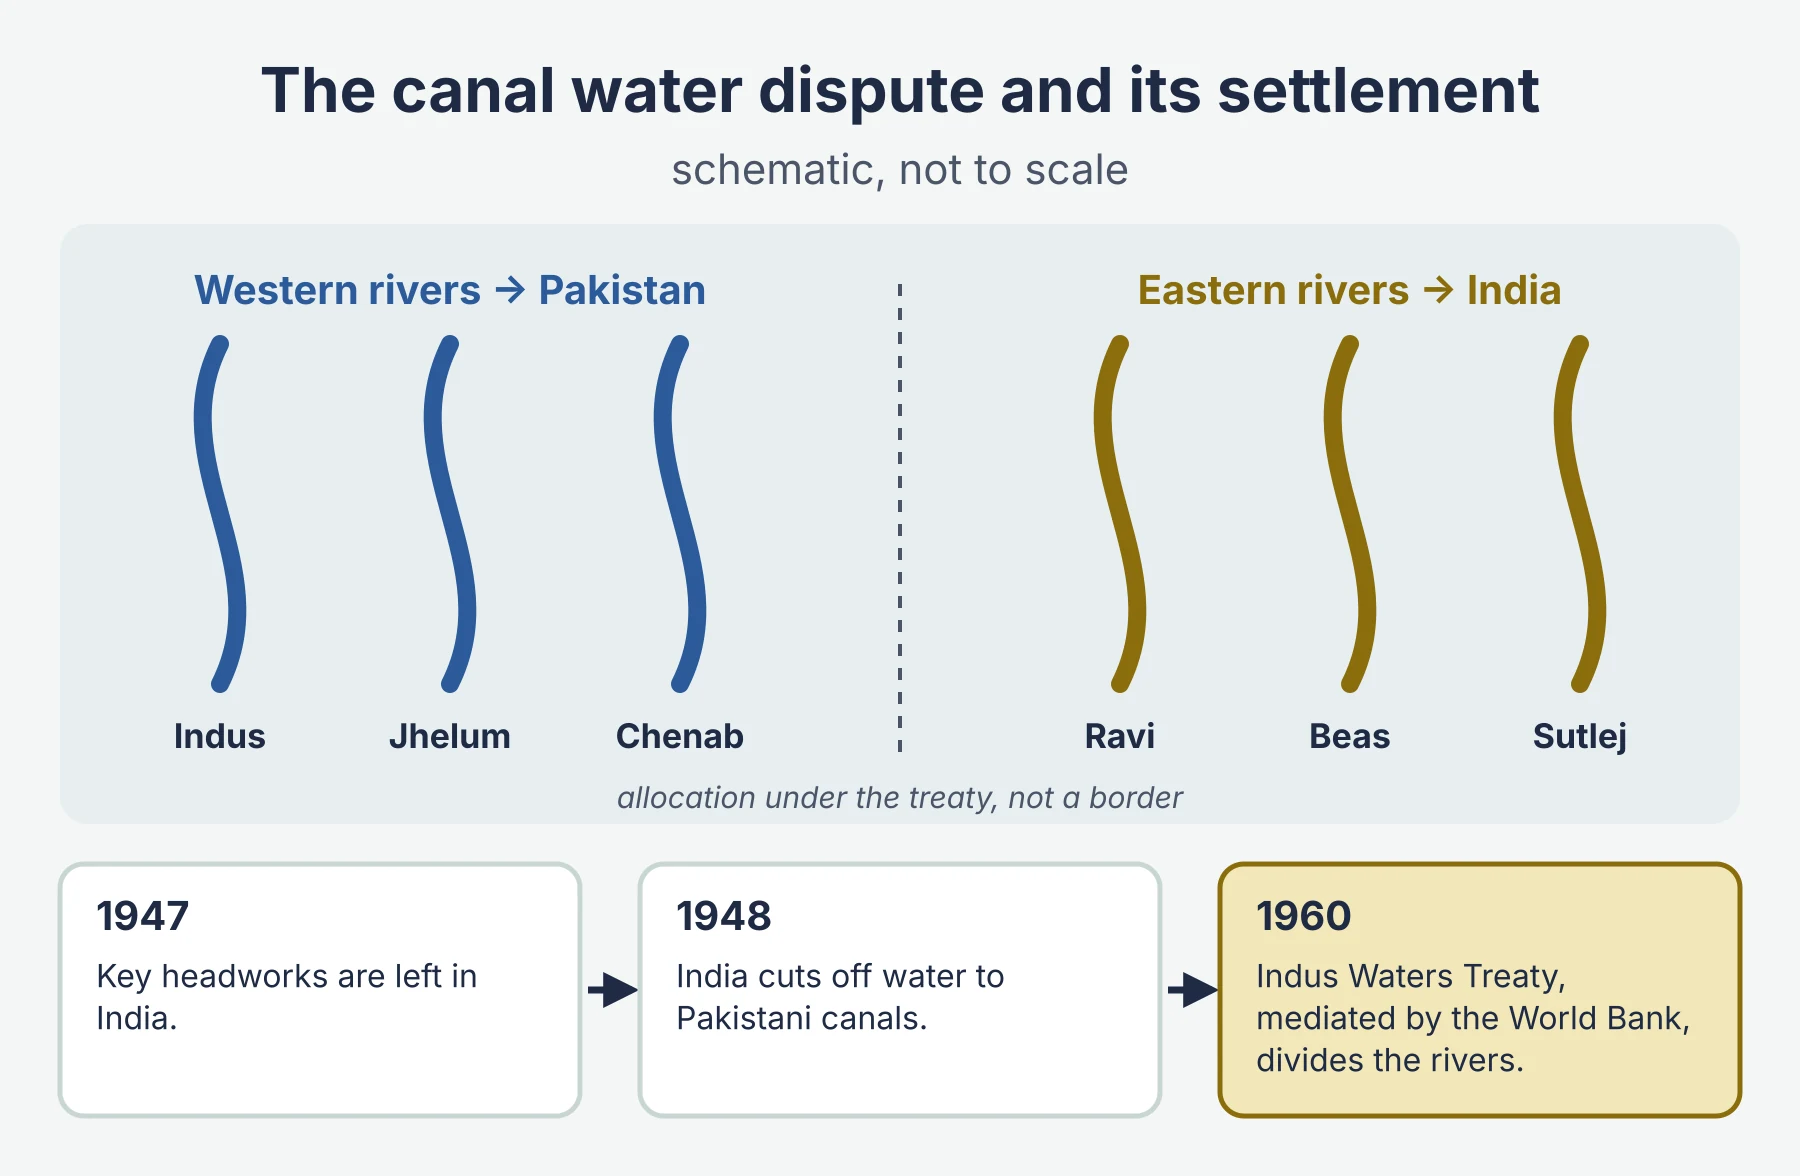 The canal water dispute and its settlement
schematic, not to scale
Western rivers → Pakistan
Eastern rivers → India
Indus
Jhelum
Chenab
Ravi
Beas
Sutlej
allocation under the treaty, not a border
1947
Key headworks are left in
India.
1948
India cuts off water to
Pakistani canals.
1960
Indus Waters Treaty,
mediated by the World Bank,
divides the rivers.